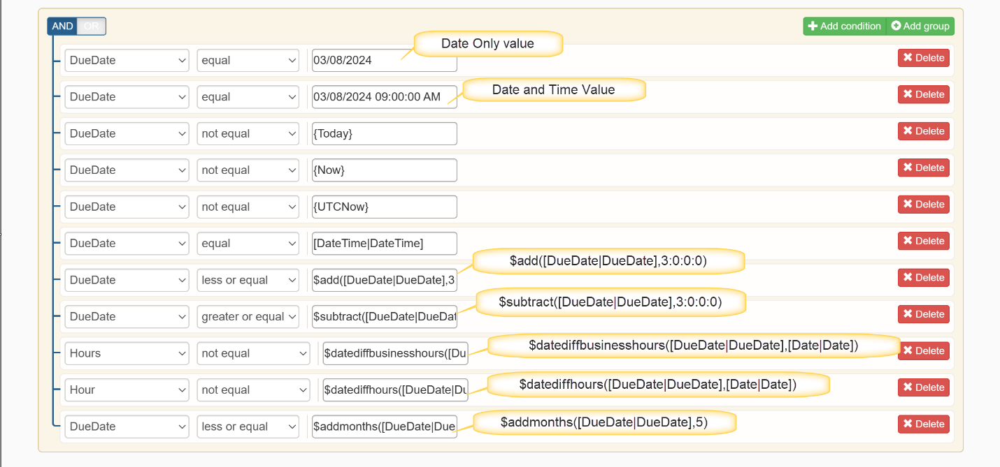 AND OR Add condition Add group
Date Only value
DueDate equal 03/08/2024 Delete
Date and Time Value
DueDate equal 03/08/2024 09:00:00 AM Delete
DueDate not equal {Today} Delete
DueDate not equal {Now} Delete
DueDate not equal {UTCNow} Delete
DueDate equal [DateTime|DateTime] Delete
$add([DueDate|DueDate],3:0:0:0)
DueDate less or equal $add([DueDate|DueDate],3 Delete
$subtract([DueDate|DueDate],3:0:0:0)
DueDate greater or equal $subtract([DueDate|DueDat Delete
$datediffbusinesshours([DueDate|DueDate],[Date|Date])
Hours not equal $datediffbusinesshours([Du Delete
$datediffhours([DueDate|DueDate],[Date|Date])
Hour not equal $datediffhours([DueDate|Du Delete
$addmonths([DueDate|DueDate],5)
DueDate less or equal $addmonths([DueDate|Due Delete